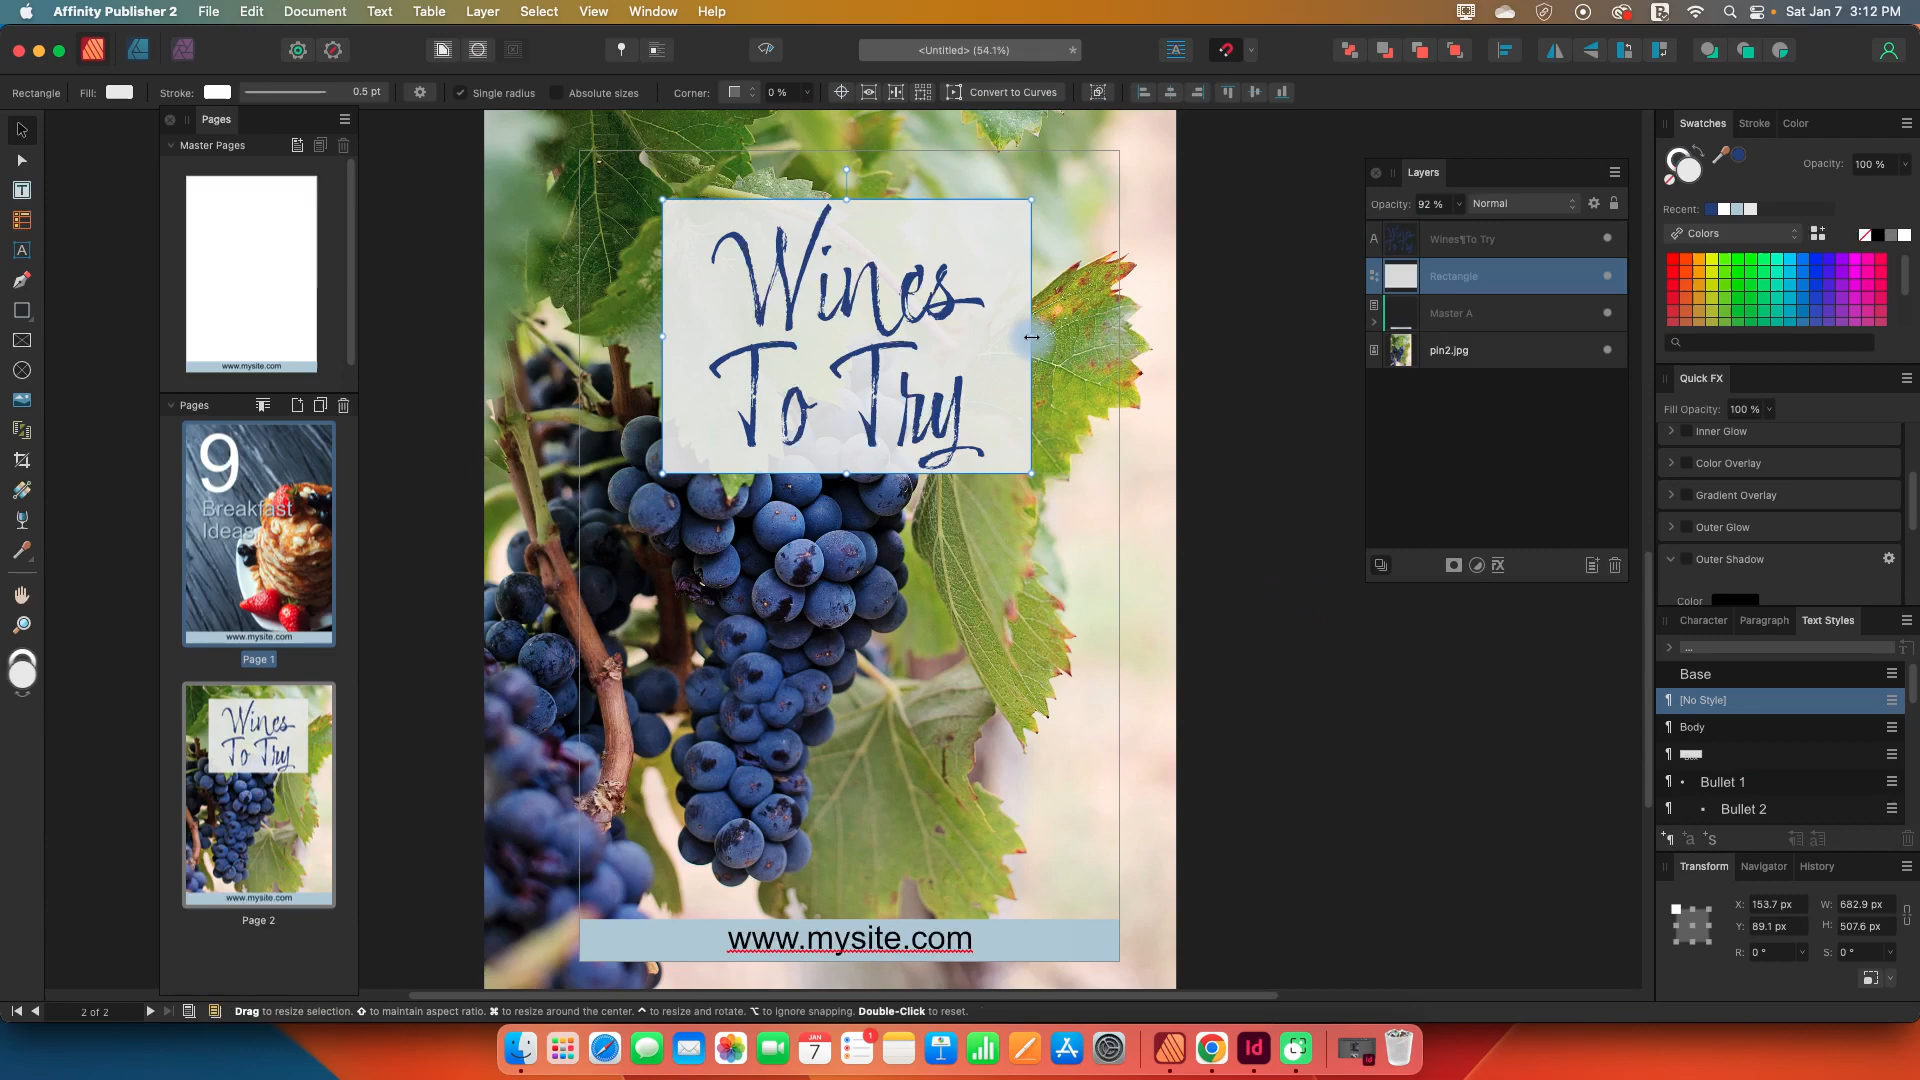 Affinity Publisher 2 File Edit Document Text Table Layer Select View Window Help
Sat Jan 7 3:12 PM
<Untitled> (54.1%) *
Rectangle Fill: Stroke: 0.5 pt Single radius Absolute sizes Corner: 0 % Convert to Curves
Pages
Master Pages
www.mysite.com
Pages
9
Breakfast
Ideas
www.mysite.com
Page 1
Wines
To Try
www.mysite.com
Page 2
Wines
To Try
www.mysite.com
Layers
Opacity: 92 % Normal
A Wines¶To Try
Rectangle
Master A
pin2.jpg
Swatches Stroke Color
Opacity: 100 %
Recent:
Colors
Quick FX
Fill Opacity: 100 %
Inner Glow
Color Overlay
Gradient Overlay
Outer Glow
Outer Shadow
Color
Character Paragraph Text Styles
...
Base
¶ [No Style]
¶ Body
¶
¶ • Bullet 1
¶ • Bullet 2
Transform Navigator History
X: 153.7 px W: 682.9 px
Y: 89.1 px H: 507.6 px
R: 0 ° S: 0 °
2 of 2
Drag to resize selection. ⇧ to maintain aspect ratio. ⌘ to resize around the center. ^ to resize and rotate. ⌥ to ignore snapping. Double-Click to reset.
JAN
7
1
Id